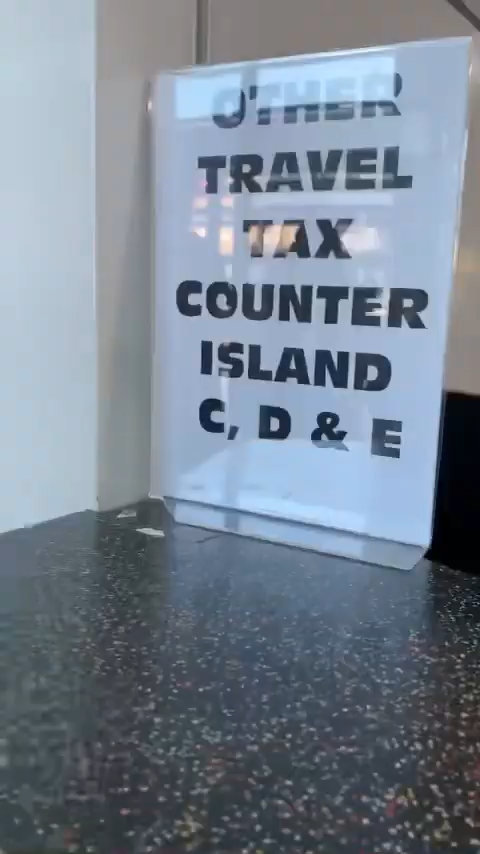 OTHER
TRAVEL
TAX
COUNTER
ISLAND
C, D & E